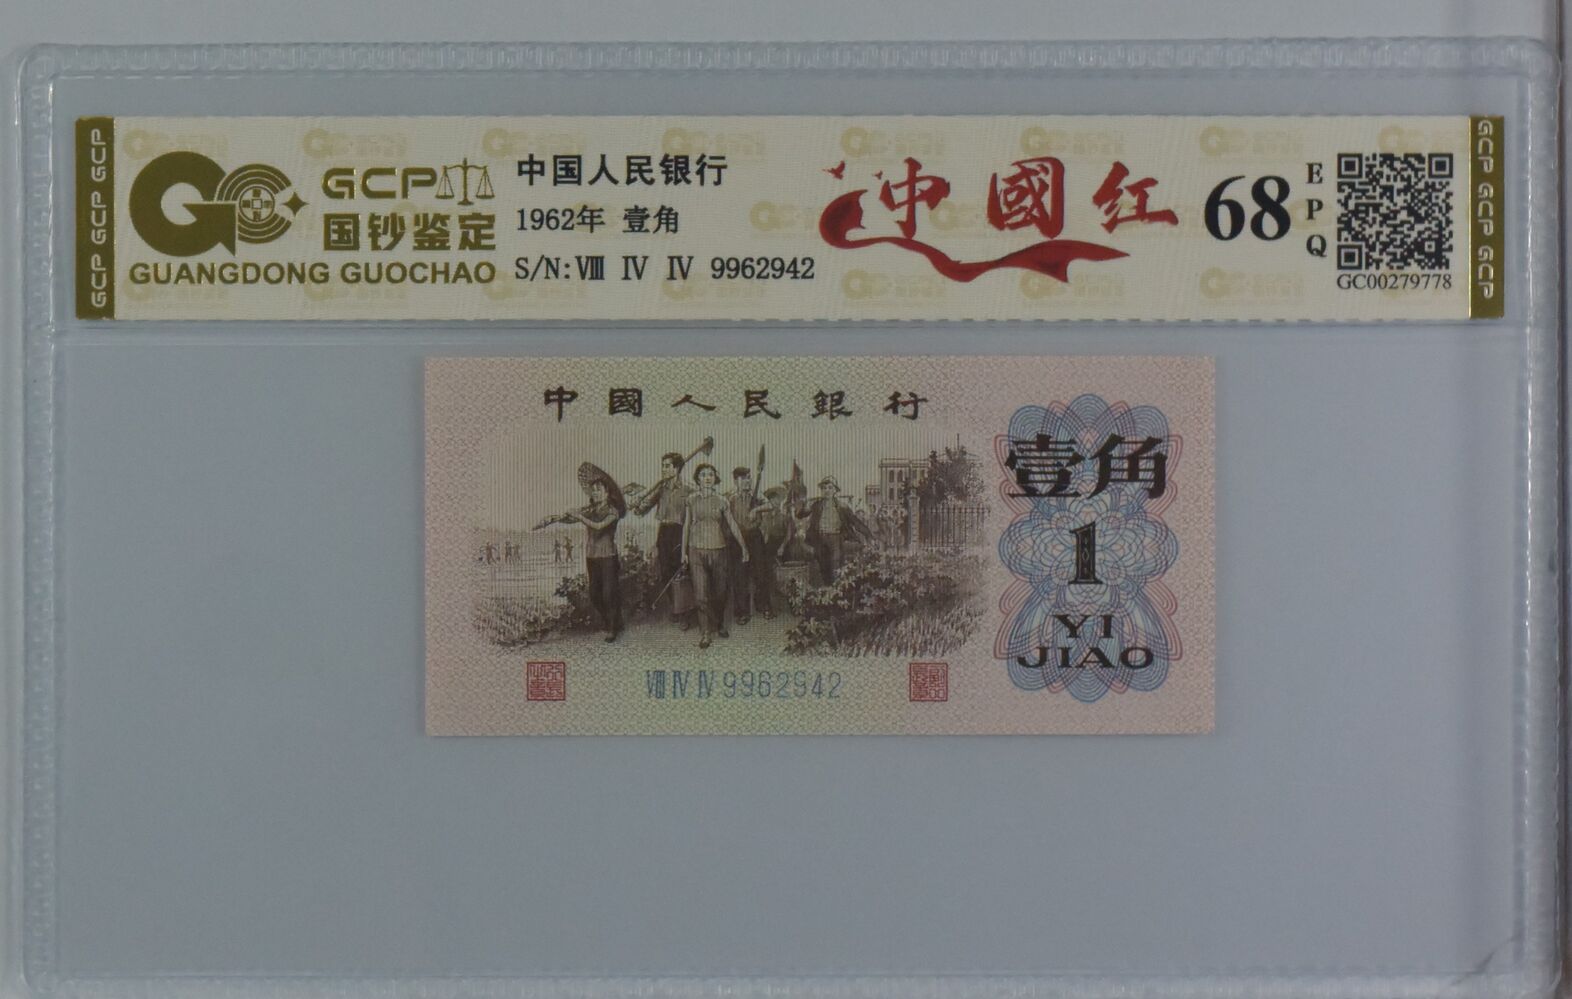 GCP GCP GCP
GCP
国钞鉴定
GUANGDONG GUOCHAO
中国人民银行
1962年 壹角
S/N:Ⅷ Ⅳ Ⅳ 9962942
中國红
68
EPQ
GC00279778
GCP GCP GCP
中國人民銀行
壹角
1
YI
JIAO
Ⅷ Ⅳ Ⅳ 9962942